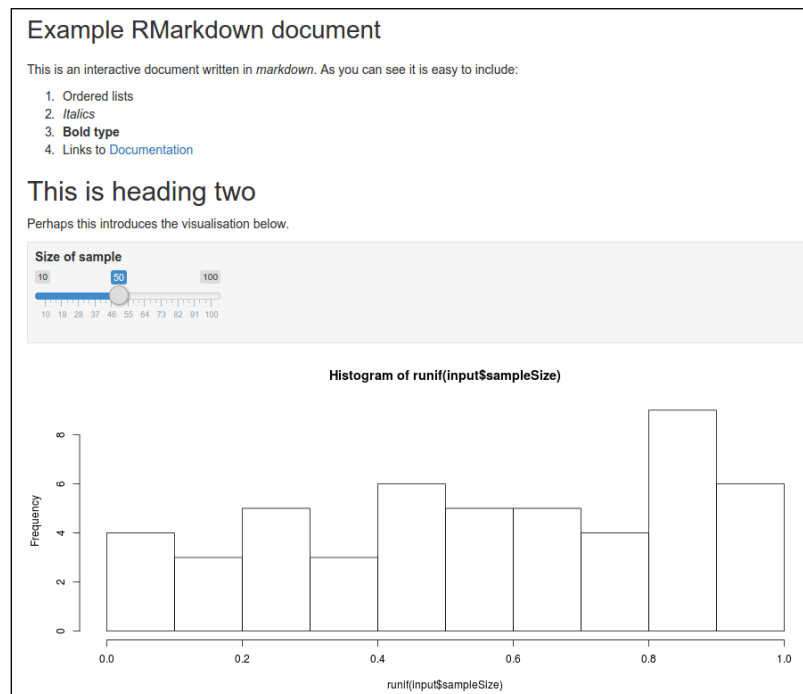 Example RMarkdown document
This is an interactive document written in markdown. As you can see it is easy to include:
1. Ordered lists
2. Italics
3. Bold type
4. Links to Documentation
This is heading two
Perhaps this introduces the visualisation below.
Size of sample
10 50 100
10 19 28 37 46 55 64 73 82 91 100
Histogram of runif(input$sampleSize)
8
6
4
2
0
Frequency
0.0 0.2 0.4 0.6 0.8 1.0
runif(input$sampleSize)